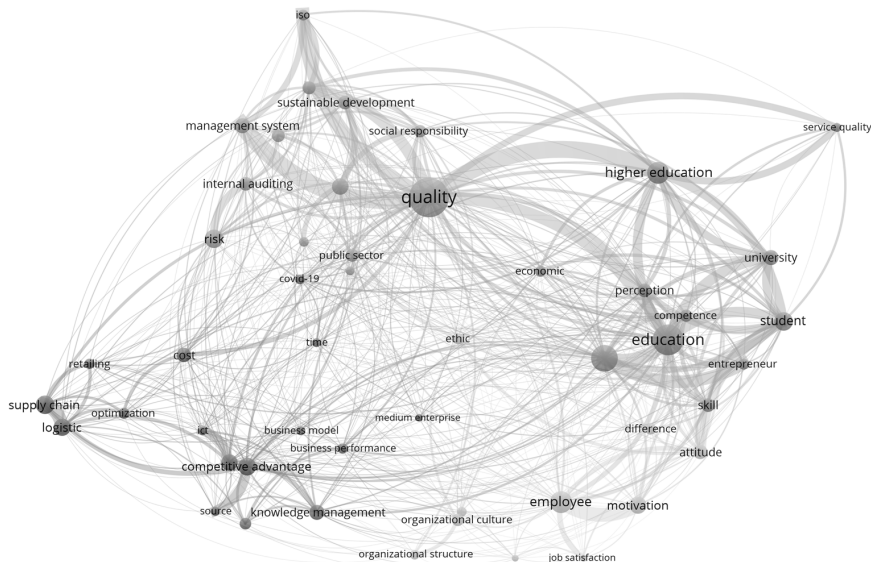 iso
sustainable development
management system
social responsibility
service quality
higher education
internal auditing
quality
risk
public sector
university
economic
covid-19
perception
competence
student
education
ethic
time
cost
retailing
entrepreneur
supply chain
optimization
skill
logistic
medium enterprise
ict
business model
difference
business performance
attitude
competitive advantage
employee
motivation
source
knowledge management
organizational culture
organizational structure
job satisfaction